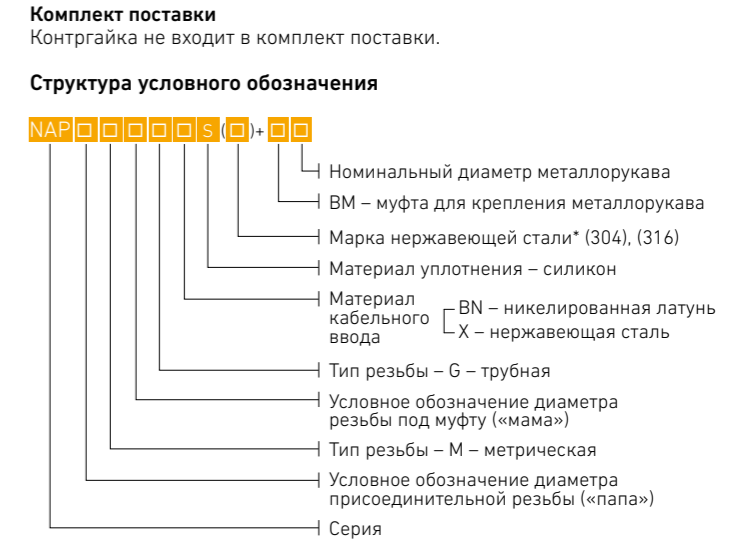 Комплект поставки
Контргайка не входит в комплект поставки.
Структура условного обозначения
NAP□□□□□S(□)+□□
Номинальный диаметр металлорукава
ВМ – муфта для крепления металлорукава
Марка нержавеющей стали* (304), (316)
Материал уплотнения – силикон
Материал
кабельного
ввода
BN – никелированная латунь
X – нержавеющая сталь
Тип резьбы – G – трубная
Условное обозначение диаметра
резьбы под муфту («мама»)
Тип резьбы – М – метрическая
Условное обозначение диаметра
присоединительной резьбы («папа»)
Серия